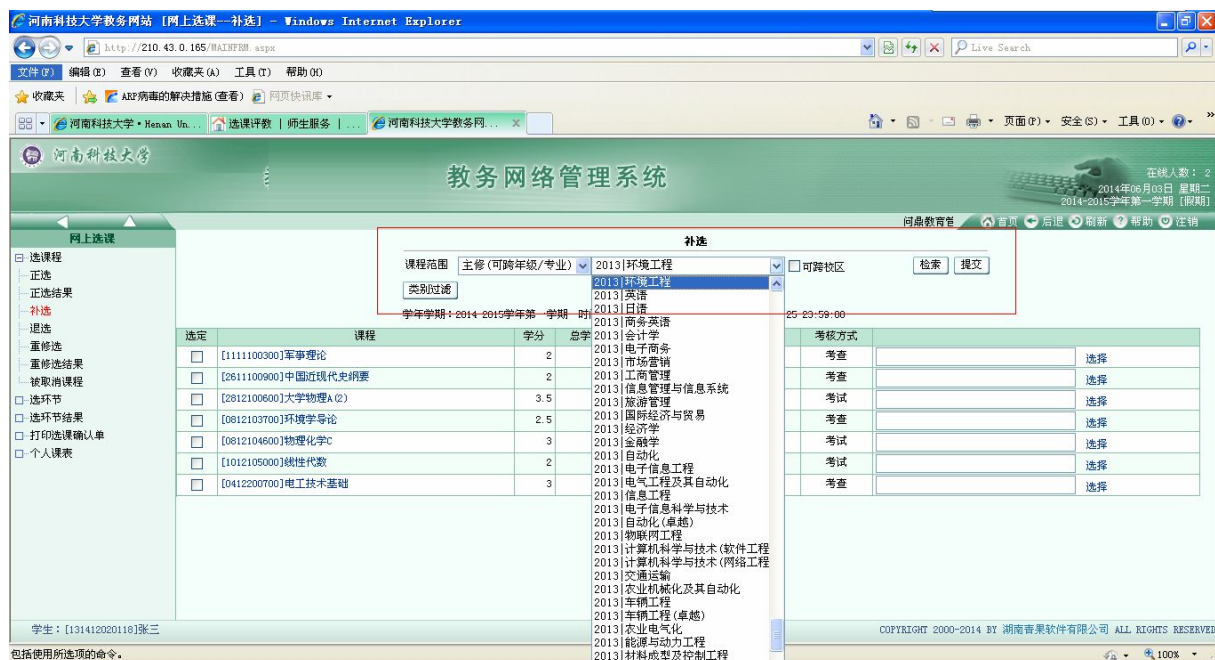 河南科技大学教务网站 [网上选课--补选] - Windows Internet Explorer
http://210.43.0.165/MAINFRM.aspx
Live Search
文件(F) 编辑(E) 查看(V) 收藏夹(A) 工具(T) 帮助(H)
收藏夹 ARP病毒的解决措施(查看) 网页快讯库
河南科技大学·Henan Un... 选课评教 | 师生服务 | ... 河南科技大学教务网... x
页面(P) 安全(S) 工具(O) »
河南科技大学
教务网络管理系统
在线人数: 2
2014年06月03日 星期二
2014-2015学年第一学期 [假期]
问鼎教育爸 首页 后退 刷新 帮助 注销
网上选课
选课程
正选
正选结果
补选
退选
重修选
重修选结果
被取消课程
选环节
选环节结果
打印选课确认单
个人课表
补选
课程范围 主修(可跨年级/专业) 2013|环境工程 可跨校区 检索 提交
类别过滤
学年学期:2014-2015学年第一学期 时 25 23:59:00
选定 课程 学分 总学 考核方式
[1111100300]军事理论 2 考查 选择
[2611100900]中国近现代史纲要 2 考查 选择
[2812100600]大学物理A(2) 3.5 考试 选择
[0812103700]环境学导论 2.5 考查 选择
[0812104600]物理化学C 3 考试 选择
[1012105000]线性代数 2 考试 选择
[0412200700]电工技术基础 3 考查 选择
2013|环境工程
2013|英语
2013|日语
2013|商务英语
2013|会计学
2013|电子商务
2013|市场营销
2013|工商管理
2013|信息管理与信息系统
2013|旅游管理
2013|国际经济与贸易
2013|经济学
2013|金融学
2013|自动化
2013|电子信息工程
2013|电气工程及其自动化
2013|信息工程
2013|电子信息科学与技术
2013|自动化(卓越)
2013|物联网工程
2013|计算机科学与技术(软件工程
2013|计算机科学与技术(网络工程
2013|交通运输
2013|农业机械化及其自动化
2013|车辆工程
2013|车辆工程(卓越)
2013|农业电气化
2013|能源与动力工程
2013|材料成型及控制工程
学生:[131412020118]张三
COPYRIGHT 2000-2014 BY 湖南青果软件有限公司 ALL RIGHTS RESERVED
包括使用所选项的命令。
100%